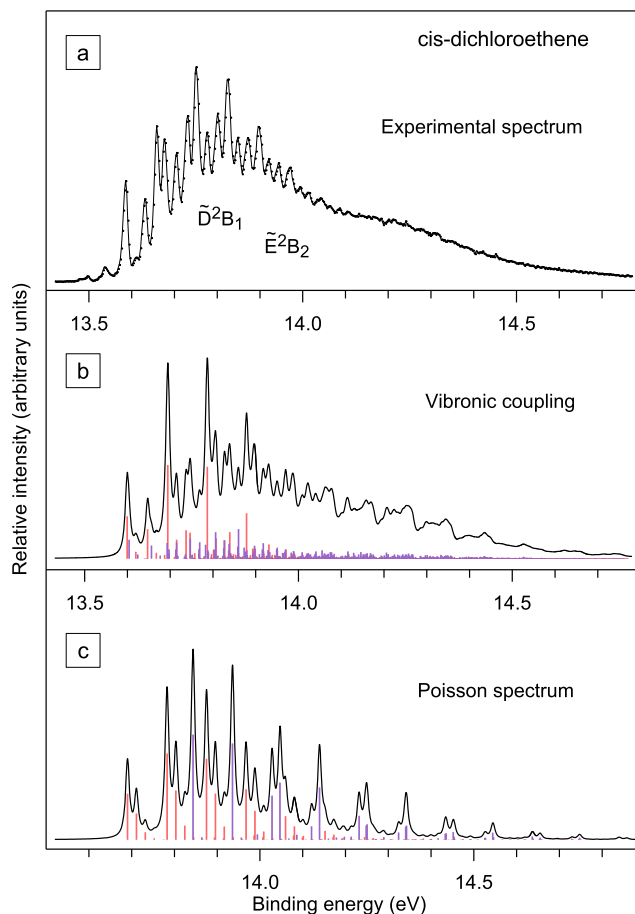 a
cis-dichloroethene
Experimental spectrum
D̃²B₁
Ẽ²B₂
13.5 14.0 14.5
b
Vibronic coupling
13.5 14.0 14.5
c
Poisson spectrum
14.0 14.5
Binding energy (eV)
Relative intensity (arbitrary units)